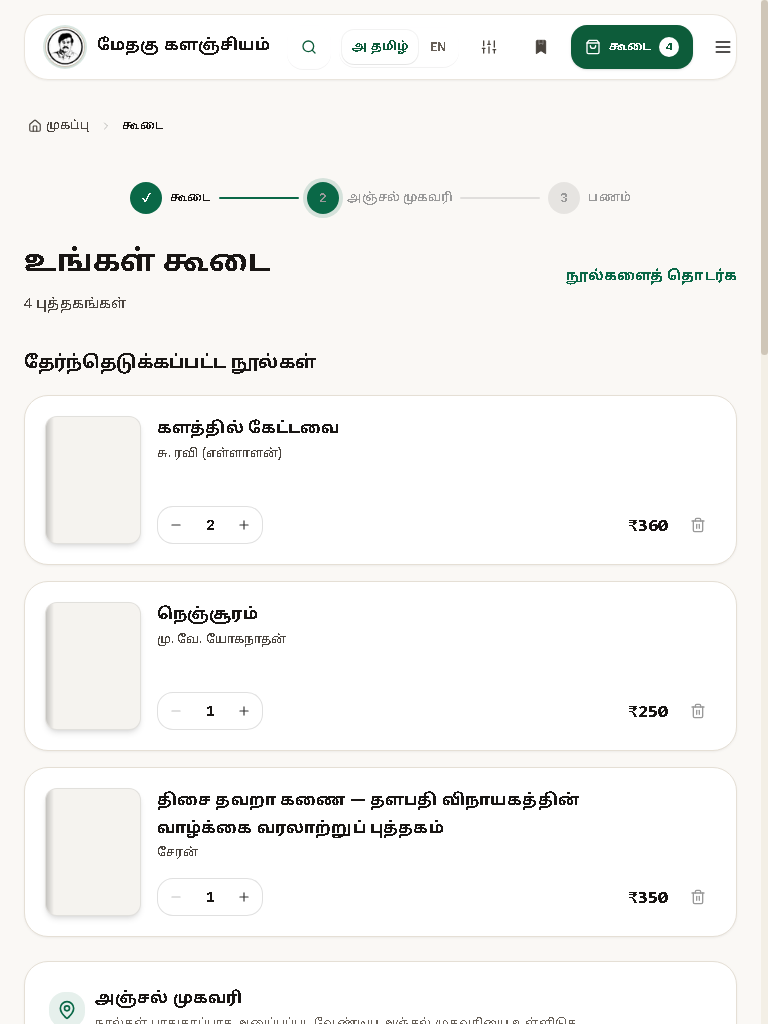 மேதகு களஞ்சியம்
அ தமிழ்
EN
கூடை 4
முகப்பு
கூடை
கூடை
2 அஞ்சல் முகவரி
3 பணம்
உங்கள் கூடை
நூல்களைத் தொடர்க
4 புத்தகங்கள்
தேர்ந்தெடுக்கப்பட்ட நூல்கள்
களத்தில் கேட்டவை
சு. ரவி (எள்ளாளன்)
− 2 +
₹360
நெஞ்சூரம்
மு. வே. யோகநாதன்
− 1 +
₹250
திசை தவறா கணை — தளபதி விநாயகத்தின்
வாழ்க்கை வரலாற்றுப் புத்தகம்
சேரன்
− 1 +
₹350
அஞ்சல் முகவரி